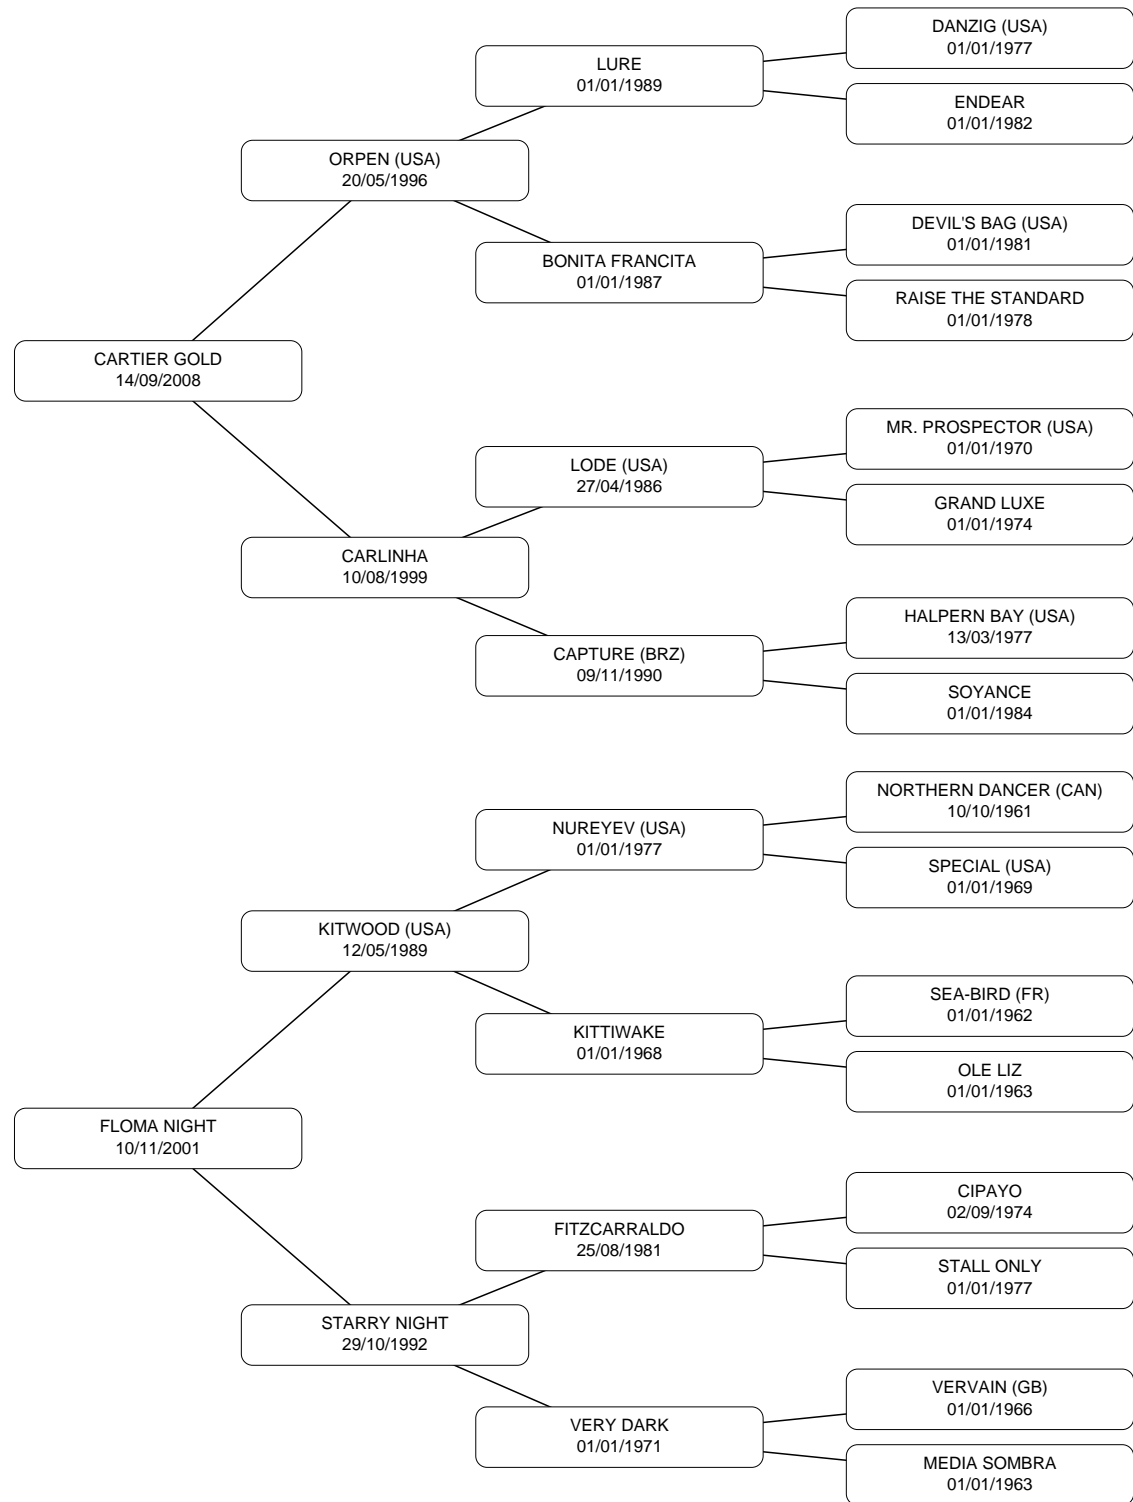 DANZIG (USA)
01/01/1977
LURE
01/01/1989
ENDEAR
01/01/1982
ORPEN (USA)
20/05/1996
DEVIL'S BAG (USA)
01/01/1981
BONITA FRANCITA
01/01/1987
RAISE THE STANDARD
01/01/1978
CARTIER GOLD
14/09/2008
MR. PROSPECTOR (USA)
01/01/1970
LODE (USA)
27/04/1986
GRAND LUXE
01/01/1974
CARLINHA
10/08/1999
HALPERN BAY (USA)
13/03/1977
CAPTURE (BRZ)
09/11/1990
SOYANCE
01/01/1984
NORTHERN DANCER (CAN)
10/10/1961
NUREYEV (USA)
01/01/1977
SPECIAL (USA)
01/01/1969
KITWOOD (USA)
12/05/1989
SEA-BIRD (FR)
01/01/1962
KITTIWAKE
01/01/1968
OLE LIZ
01/01/1963
FLOMA NIGHT
10/11/2001
CIPAYO
02/09/1974
FITZCARRALDO
25/08/1981
STALL ONLY
01/01/1977
STARRY NIGHT
29/10/1992
VERVAIN (GB)
01/01/1966
VERY DARK
01/01/1971
MEDIA SOMBRA
01/01/1963